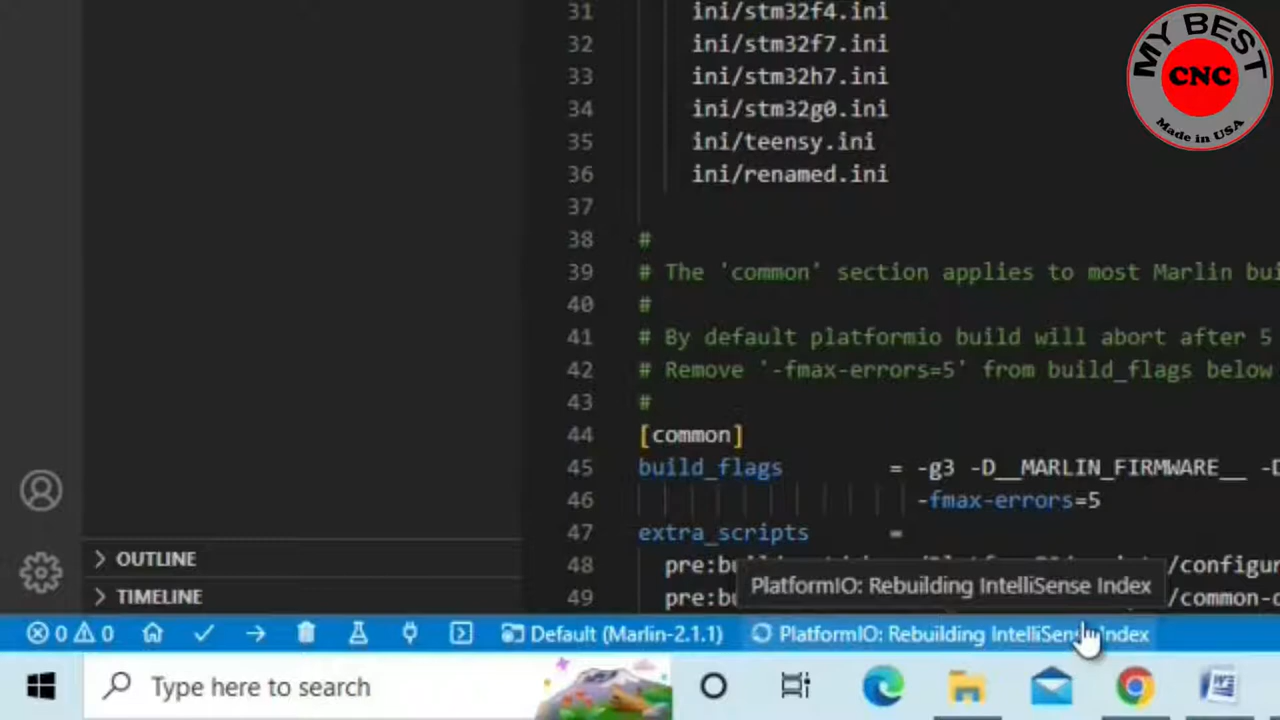 31 ini/stm32f4.ini
32 ini/stm32f7.ini
33 ini/stm32h7.ini
34 ini/stm32g0.ini
35 ini/teensy.ini
36 ini/renamed.ini
37
38 #
39 # The 'common' section applies to most Marlin bui
40 #
41 # By default platformio build will abort after 5
42 # Remove '-fmax-errors=5' from build_flags below
43 #
44 [common]
45 build_flags = -g3 -D__MARLIN_FIRMWARE__ -D
46 -fmax-errors=5
47 extra_scripts =
48 pre:bu /configur
49 pre:bu /common-
PlatformIO: Rebuilding IntelliSense Index
OUTLINE
TIMELINE
0 0 Default (Marlin-2.1.1) PlatformIO: Rebuilding IntelliSense Index
Type here to search
MY BEST
CNC
Made in USA